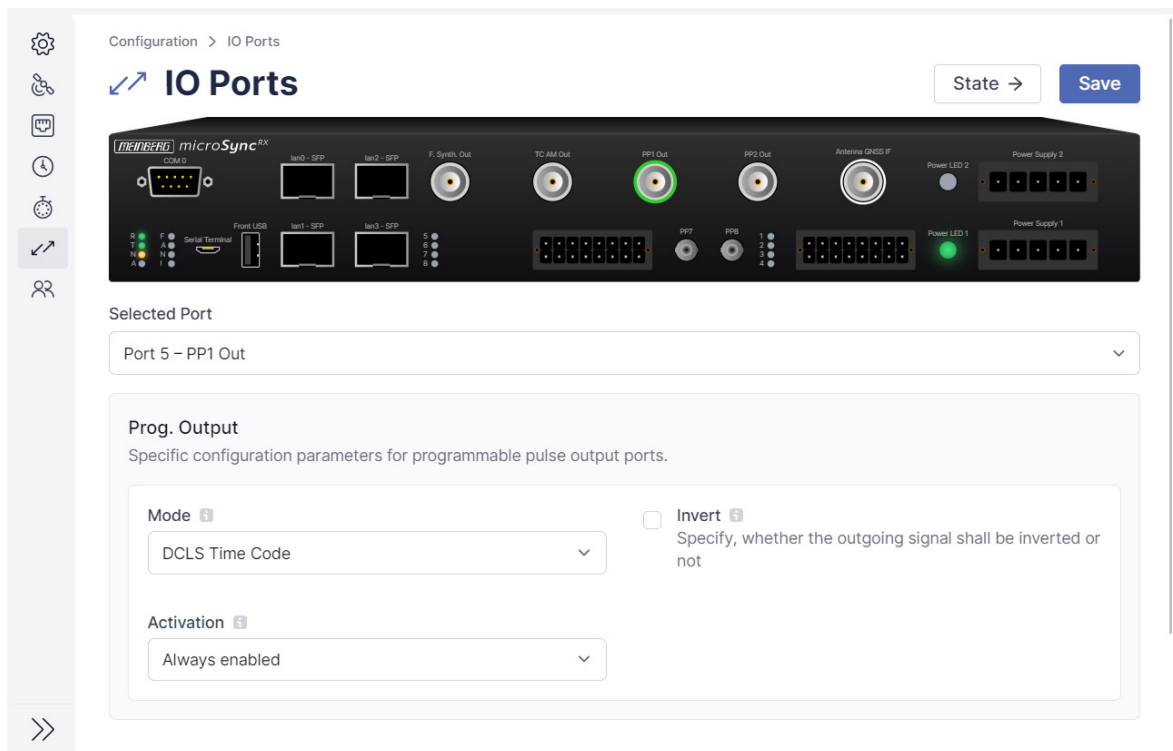 Configuration > IO Ports
IO Ports
State →
Save
MEINBERG microSync RX
COM 0
lan0 - SFP
lan2 - SFP
F. Synth. Out
TC AM Out
PP1 Out
PP2 Out
Antenna GNSS IF
Power LED 2
Power Supply 2
R
T
N
A
F
A
N
I
Serial Terminal
Front USB
lan1 - SFP
lan3 - SFP
5
6
7
8
PP7
PP8
1
2
3
4
Power LED 1
Power Supply 1
Selected Port
Port 5 – PP1 Out
Prog. Output
Specific configuration parameters for programmable pulse output ports.
Mode
DCLS Time Code
Invert
Specify, whether the outgoing signal shall be inverted or
not
Activation
Always enabled